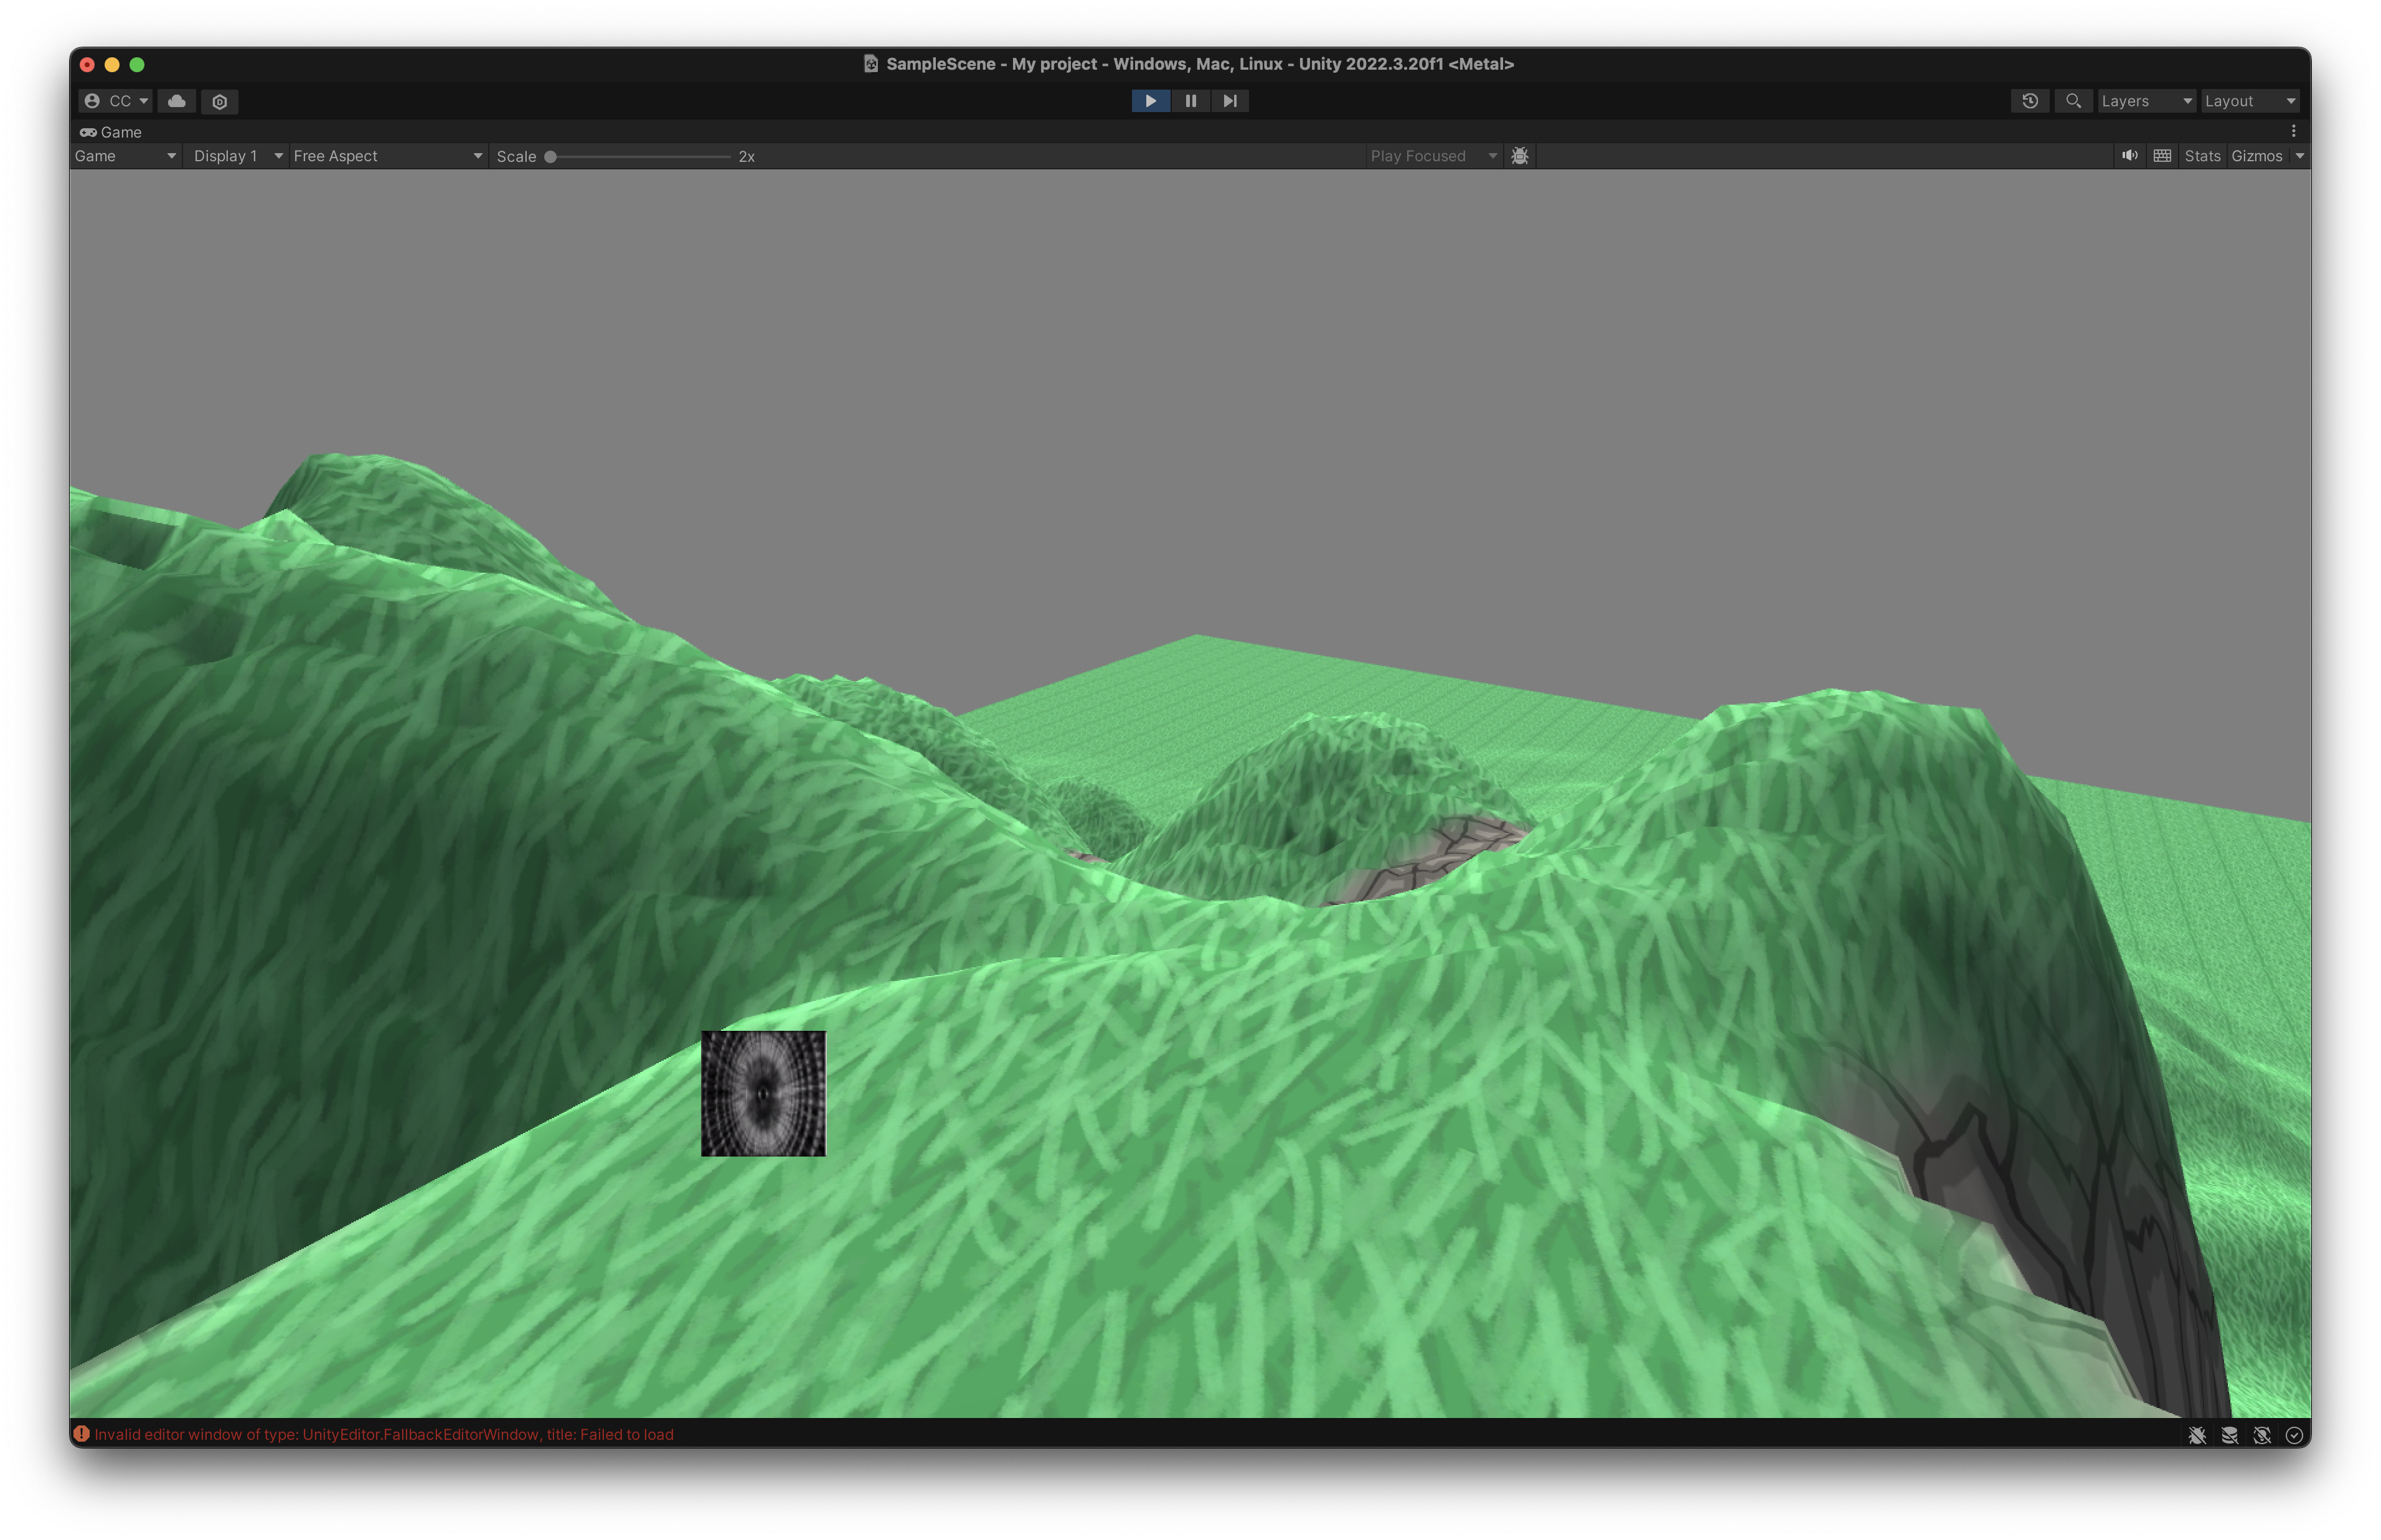 SampleScene - My project - Windows, Mac, Linux - Unity 2022.3.20f1 <Metal>
CC Layers Layout
Game
Game Display 1 Free Aspect Scale 2x Play Focused Stats Gizmos
Invalid editor window of type: UnityEditor.FallbackEditorWindow, title: Failed to load